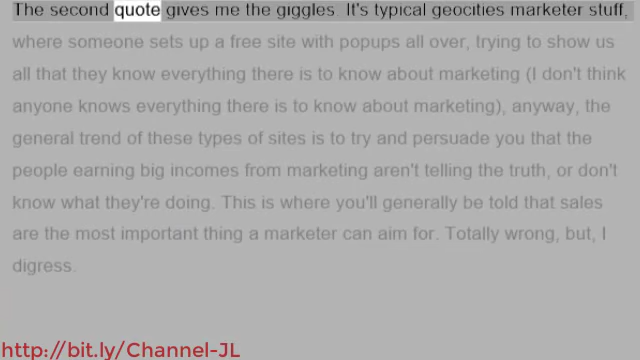 The second quote gives me the giggles. It's typical geocities marketer stuff,
where someone sets up a free site with popups all over, trying to show us
all that they know everything there is to know about marketing (I don't think
anyone knows everything there is to know about marketing), anyway, the
general trend of these types of sites is to try and persuade you that the
people earning big incomes from marketing aren't telling the truth, or don't
know what they're doing. This is where you'll generally be told that sales
are the most important thing a marketer can aim for. Totally wrong, but, I
digress.
http://bit.ly/Channel-JL